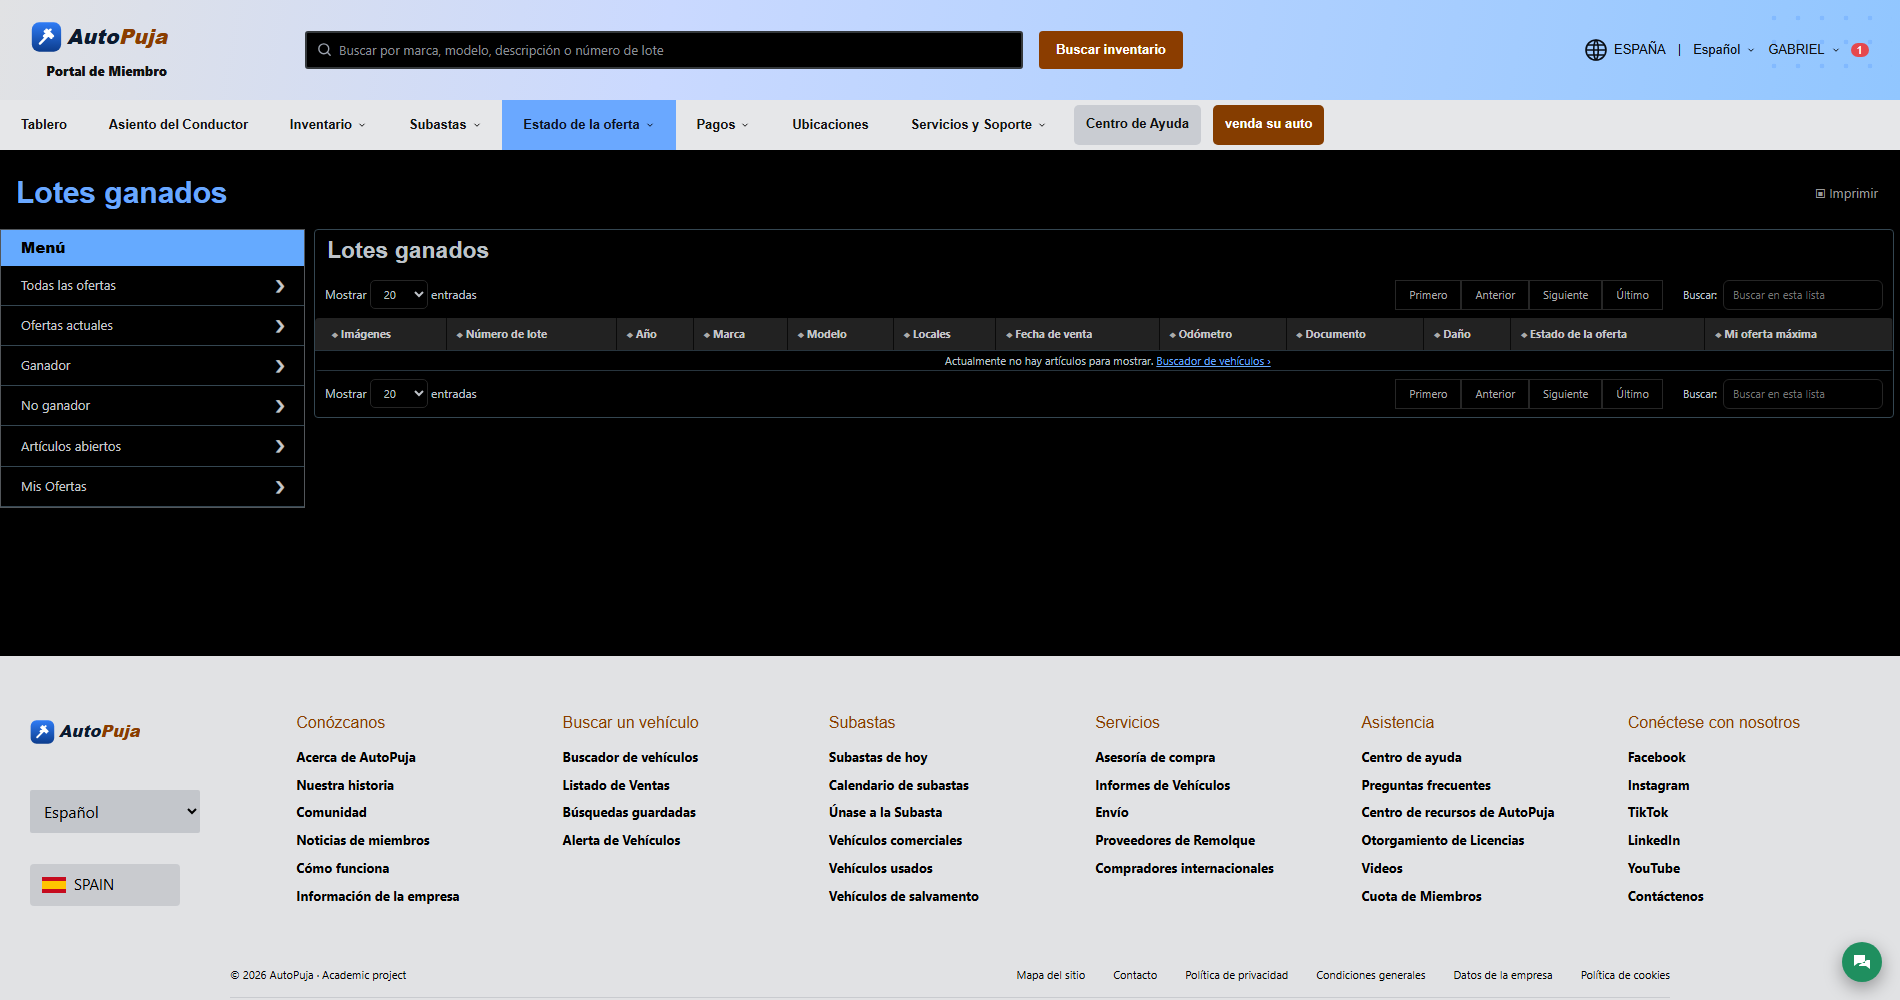 AutoPuja
Portal de Miembro
Buscar por marca, modelo, descripción o número de lote
Buscar inventario
ESPAÑA | Español GABRIEL 1
Tablero Asiento del Conductor Inventario Subastas Estado de la oferta Pagos Ubicaciones Servicios y Soporte Centro de Ayuda venda su auto
Lotes ganados
Imprimir
Menú
Todas las ofertas
Ofertas actuales
Ganador
No ganador
Artículos abiertos
Mis Ofertas
Lotes ganados
Mostrar 20 entradas Primero Anterior Siguiente Último Buscar: Buscar en esta lista
Imágenes Número de lote Año Marca Modelo Locales Fecha de venta Odómetro Documento Daño Estado de la oferta Mi oferta máxima
Actualmente no hay artículos para mostrar. Buscador de vehículos ›
Mostrar 20 entradas Primero Anterior Siguiente Último Buscar: Buscar en esta lista
AutoPuja
Español
SPAIN
Conózcanos
Acerca de AutoPuja
Nuestra historia
Comunidad
Noticias de miembros
Cómo funciona
Información de la empresa
Buscar un vehículo
Buscador de vehículos
Listado de Ventas
Búsquedas guardadas
Alerta de Vehículos
Subastas
Subastas de hoy
Calendario de subastas
Únase a la Subasta
Vehículos comerciales
Vehículos usados
Vehículos de salvamento
Servicios
Asesoría de compra
Informes de Vehículos
Envío
Proveedores de Remolque
Compradores internacionales
Asistencia
Centro de ayuda
Preguntas frecuentes
Centro de recursos de AutoPuja
Otorgamiento de Licencias
Videos
Cuota de Miembros
Conéctese con nosotros
Facebook
Instagram
TikTok
LinkedIn
YouTube
Contáctenos
© 2026 AutoPuja · Academic project
Mapa del sitio Contacto Política de privacidad Condiciones generales Datos de la empresa Política de cookies